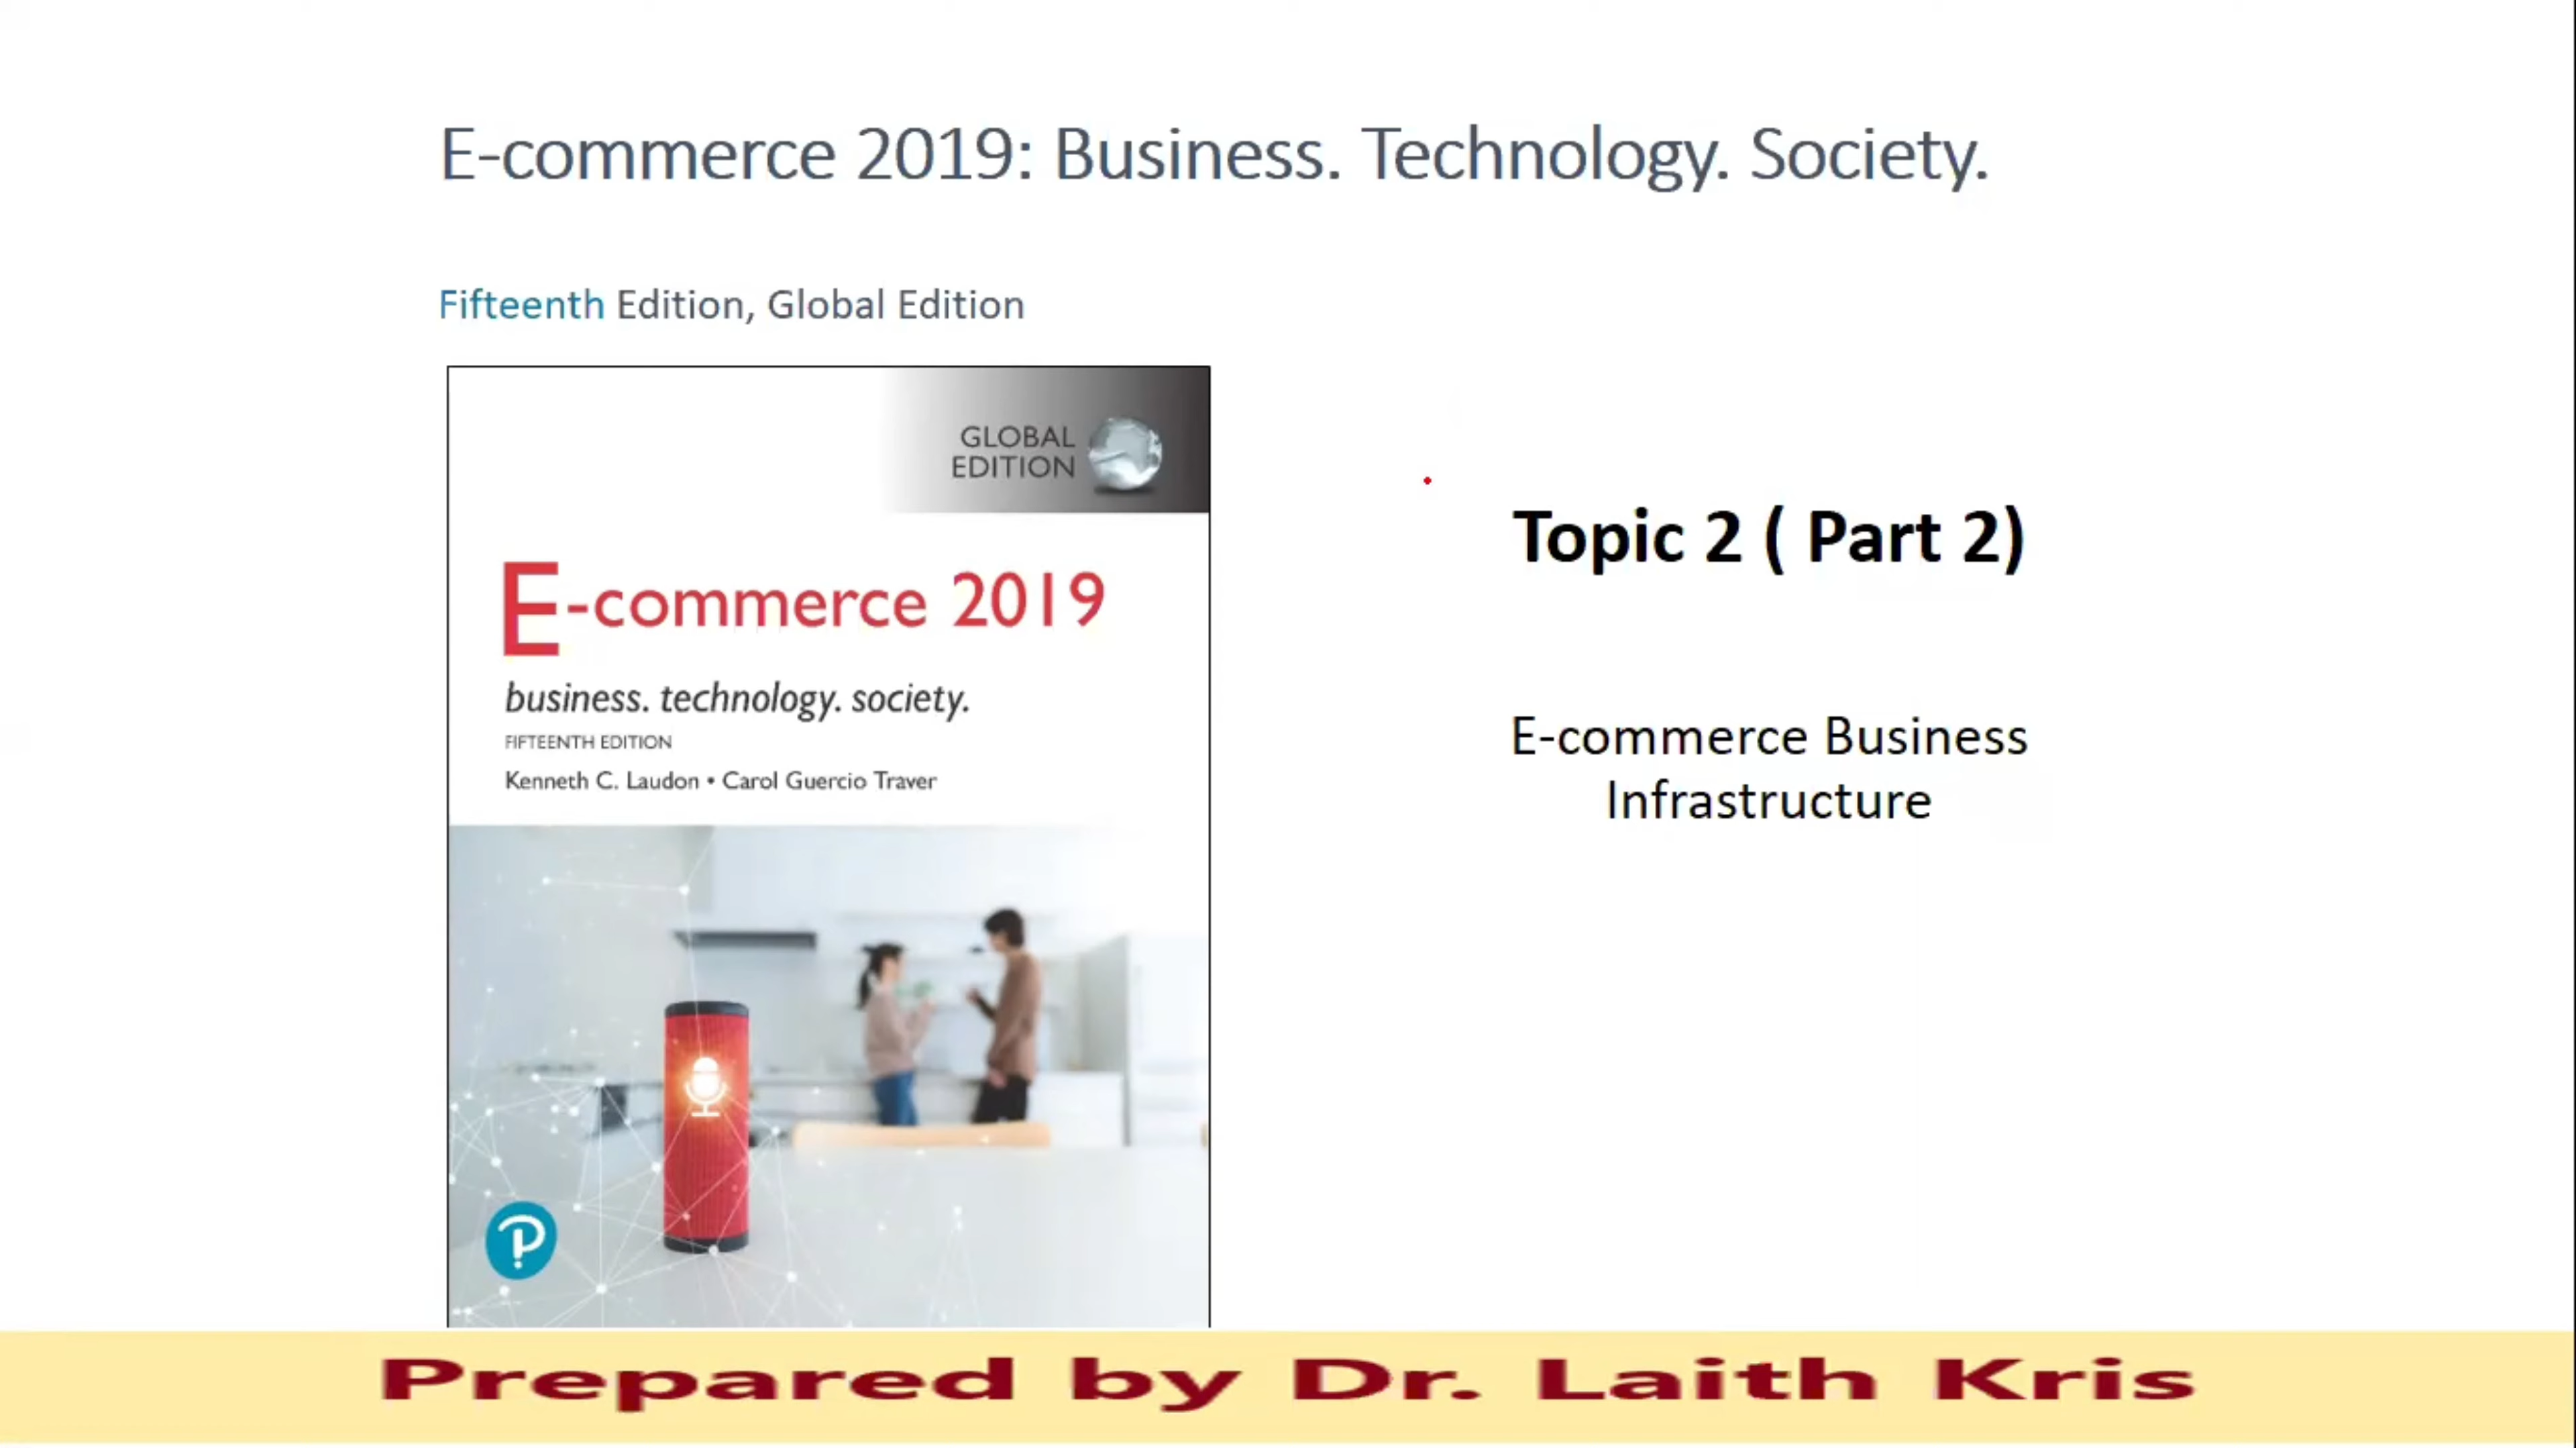 E-commerce 2019: Business. Technology. Society.
Fifteenth Edition, Global Edition
GLOBAL
EDITION
E-commerce 2019
business. technology. society.
FIFTEENTH EDITION
Kenneth C. Laudon • Carol Guercio Traver
P
Topic 2 ( Part 2)
E-commerce Business
Infrastructure
Prepared by Dr. Laith Kris